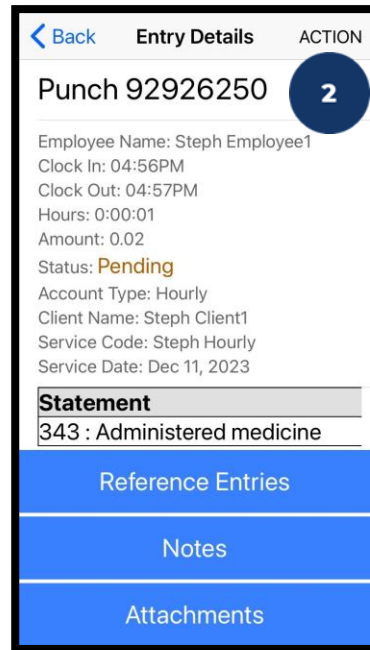 Back Entry Details ACTION
Punch 92926250 2
Employee Name: Steph Employee1
Clock In: 04:56PM
Clock Out: 04:57PM
Hours: 0:00:01
Amount: 0.02
Status: Pending
Account Type: Hourly
Client Name: Steph Client1
Service Code: Steph Hourly
Service Date: Dec 11, 2023
Statement
343 : Administered medicine
Reference Entries
Notes
Attachments